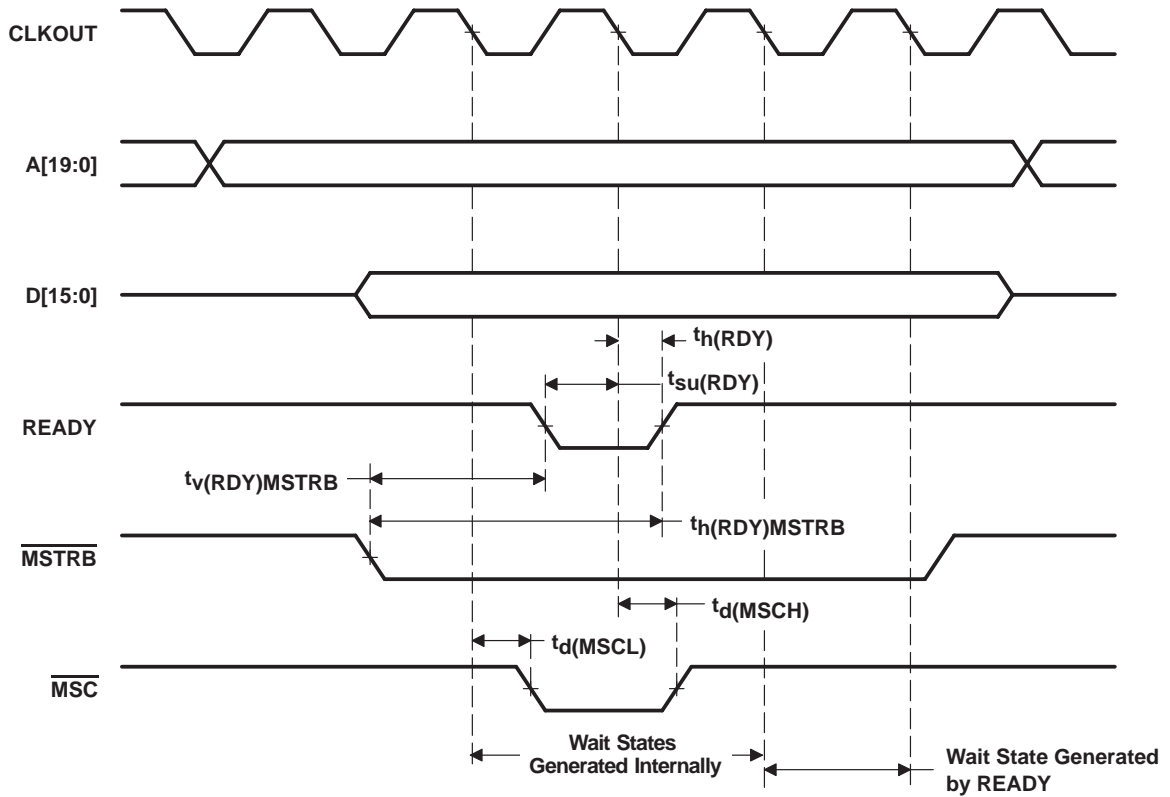 CLKOUT
A[19:0]
D[15:0]
th(RDY)
tsu(RDY)
READY
tv(RDY)MSTRB
th(RDY)MSTRB
MSTRB
td(MSCH)
td(MSCL)
MSC
Wait States
Generated Internally
Wait State Generated
by READY